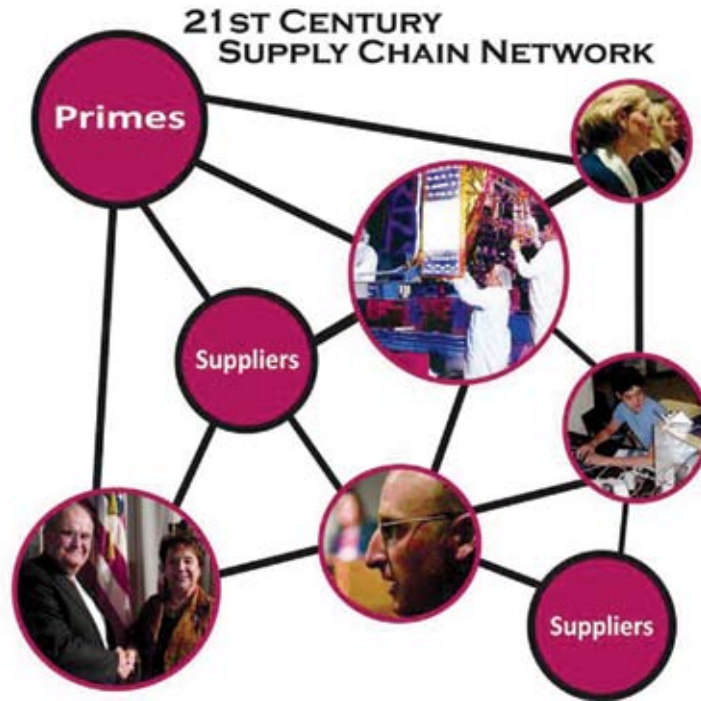 21ST CENTURY
SUPPLY CHAIN NETWORK
Primes
Suppliers
Suppliers